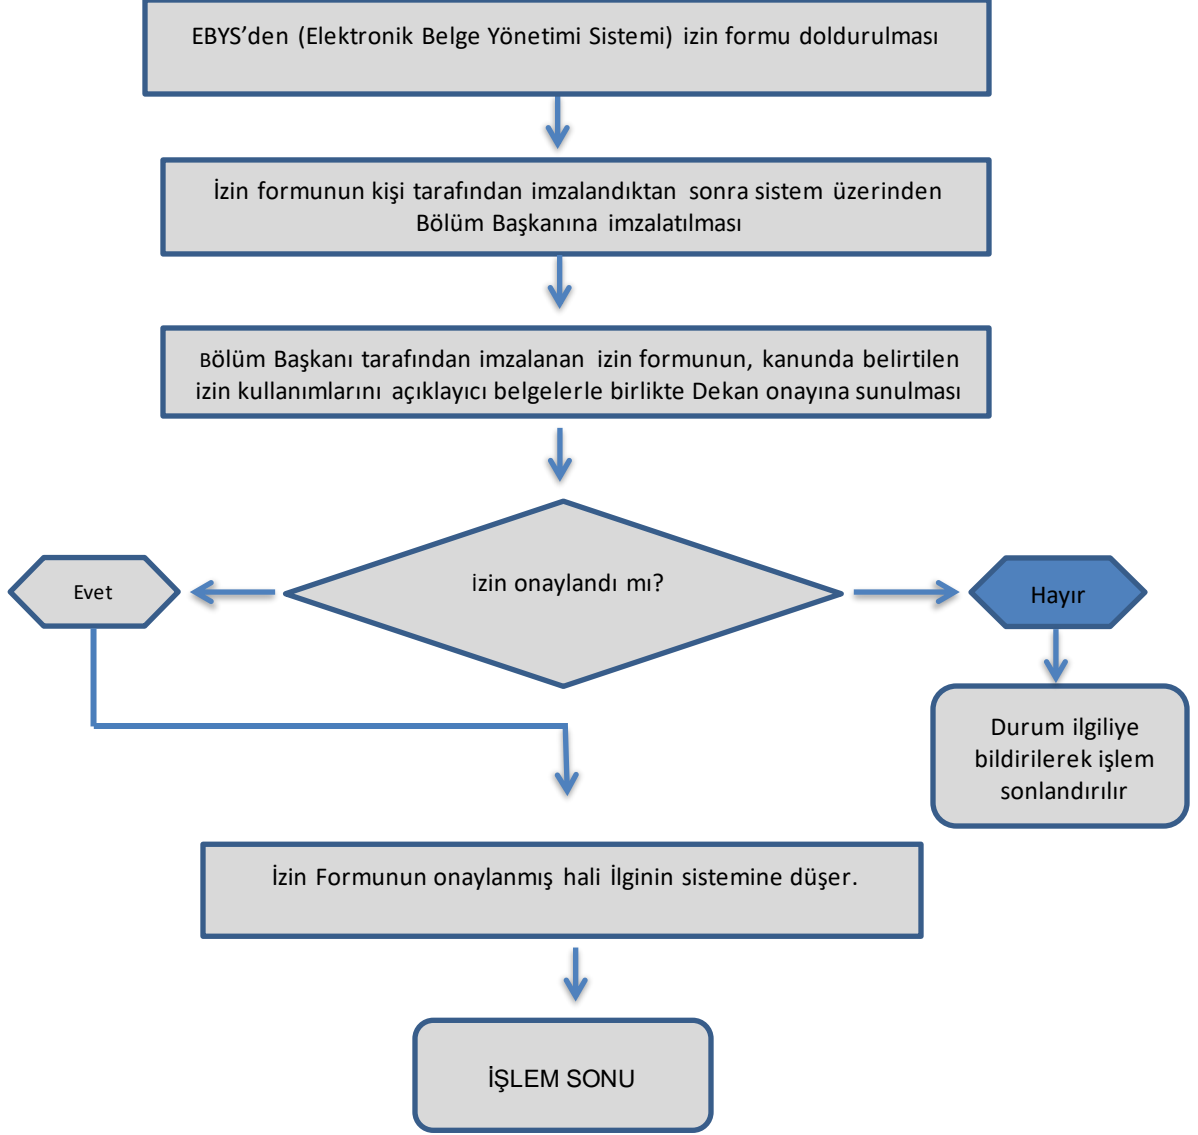 EBYS’den (Elektronik Belge Yönetimi Sistemi) izin formu doldurulması
İzin formunun kişi tarafından imzalandıktan sonra sistem üzerinden
Bölüm Başkanına imzalatılması
Bölüm Başkanı tarafından imzalanan izin formunun, kanunda belirtilen
izin kullanımlarını açıklayıcı belgelerle birlikte Dekan onayına sunulması
izin onaylandı mı?
Evet
Hayır
Durum ilgiliye
bildirilerek işlem
sonlandırılır
İzin Formunun onaylanmış hali İlginin sistemine düşer.
İŞLEM SONU